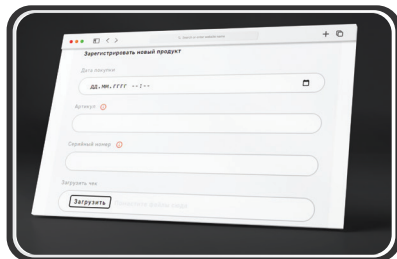 Зарегистрировать новый продукт
Дата покупки
ДД.ММ.ГГГГ --:--
Артикул
Серийный номер
Загрузить чек
Загрузить